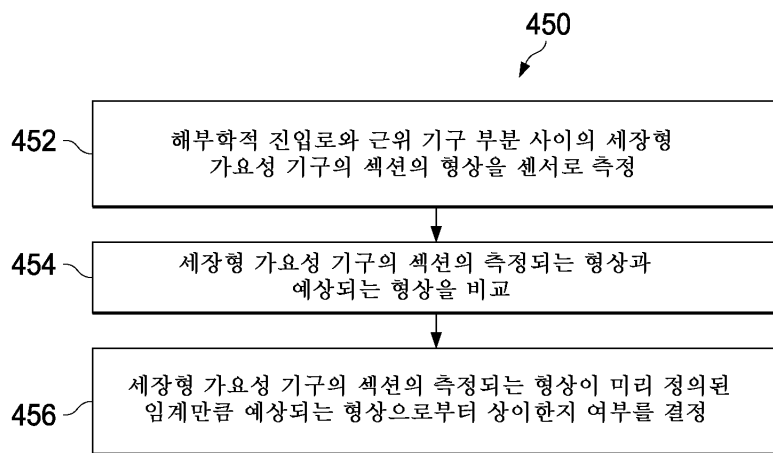 450
452
해부학적 진입로와 근위 기구 부분 사이의 세장형
가요성 기구의 섹션의 형상을 센서로 측정
454
세장형 가요성 기구의 섹션의 측정되는 형상과
예상되는 형상을 비교
456
세장형 가요성 기구의 섹션의 측정되는 형상이 미리 정의된
임계만큼 예상되는 형상으로부터 상이한지 여부를 결정